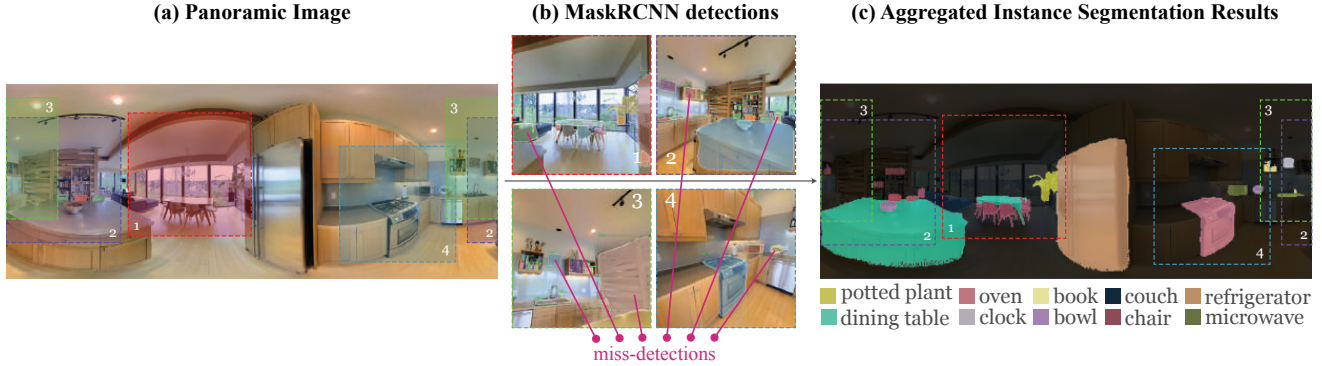 (a) Panoramic Image
(b) MaskRCNN detections
(c) Aggregated Instance Segmentation Results
3
3
2
1
4
2
1
2
3
4
3
3
2
1
4
2
miss-detections
potted plant oven book couch refrigerator
dining table clock bowl chair microwave